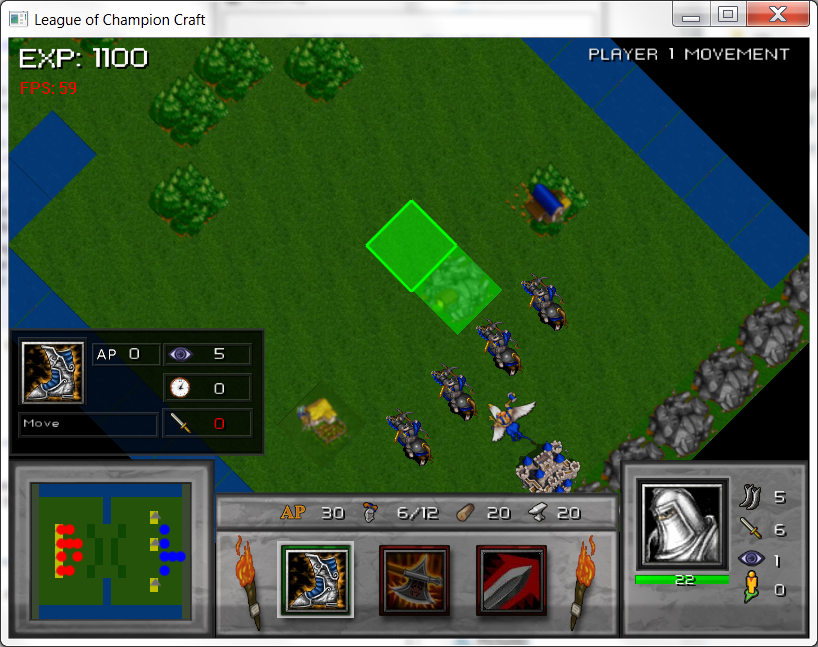 League of Champion Craft
EXP: 1100
PLAYER 1 MOVEMENT
FPS: 59
AP 0
5
0
Move
0
AP 30
6/12
20
20
5
6
1
0
22